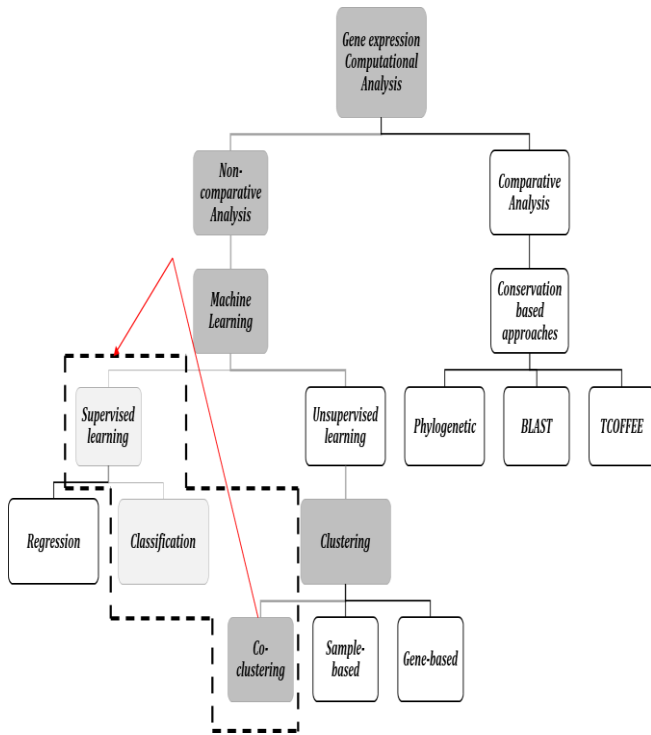 Gene expression
Computational
Analysis
Non-
comparative
Analysis
Comparative
Analysis
Machine
Learning
Conservation
based
approaches
Supervised
learning
Unsupervised
learning
Phylogenetic
BLAST
TCOFFEE
Regression
Classification
Clustering
Co-
clustering
Sample-
based
Gene-based